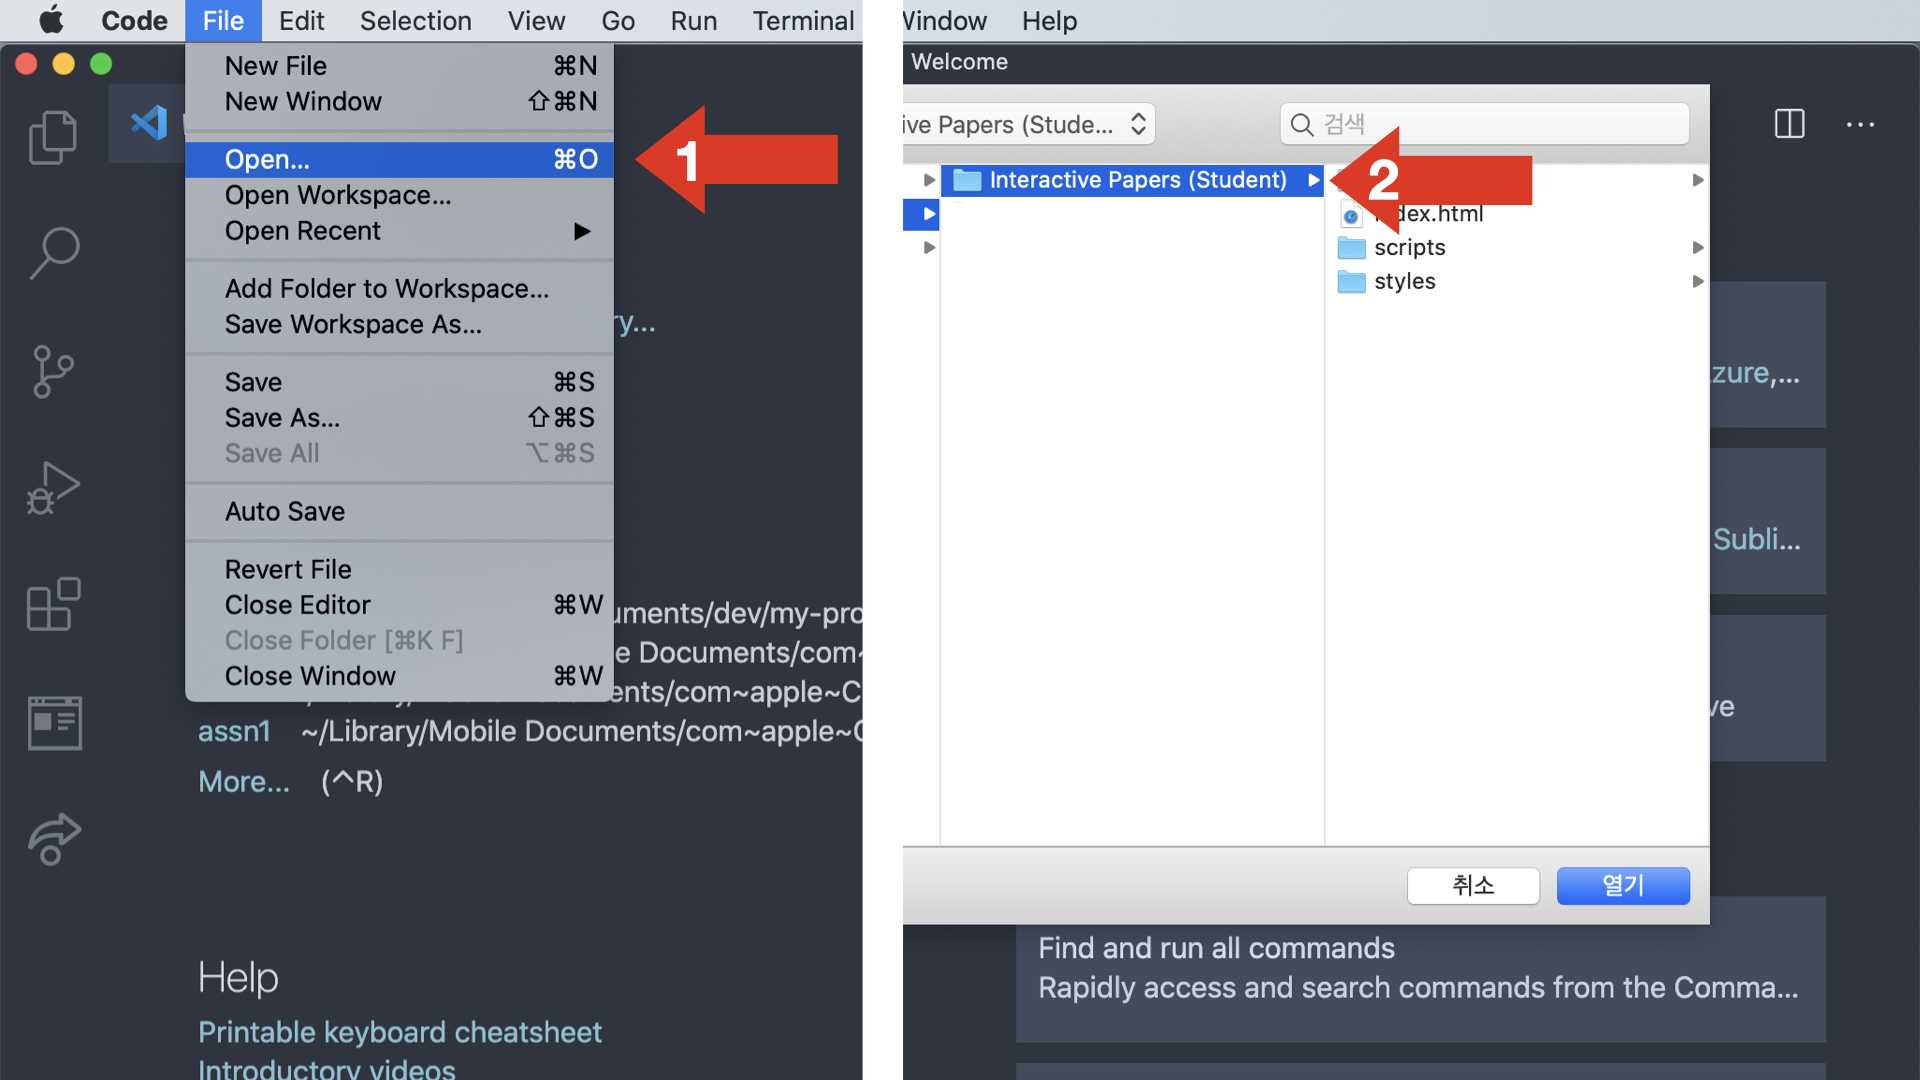 Code File Edit Selection View Go Run Terminal
New File ⌘N
New Window ⇧⌘N
Open... ⌘O
Open Workspace...
Open Recent ▶
Add Folder to Workspace...
Save Workspace As...
Save ⌘S
Save As... ⇧⌘S
Save All ⌥⌘S
Auto Save
Revert File
Close Editor ⌘W
Close Folder [⌘K F]
Close Window ⌘W
1
ry...
uments/dev/my-pro
e Documents/com~
ents/com~apple~C
assn1 ~/Library/Mobile Documents/com~apple~C
More... (^R)
Help
Printable keyboard cheatsheet
Introductory videos
Window Help
Welcome
ive Papers (Stude...
검색
Interactive Papers (Student)
2
index.html
scripts
styles
zure,...
Subli...
ve
취소
열기
Find and run all commands
Rapidly access and search commands from the Comma...